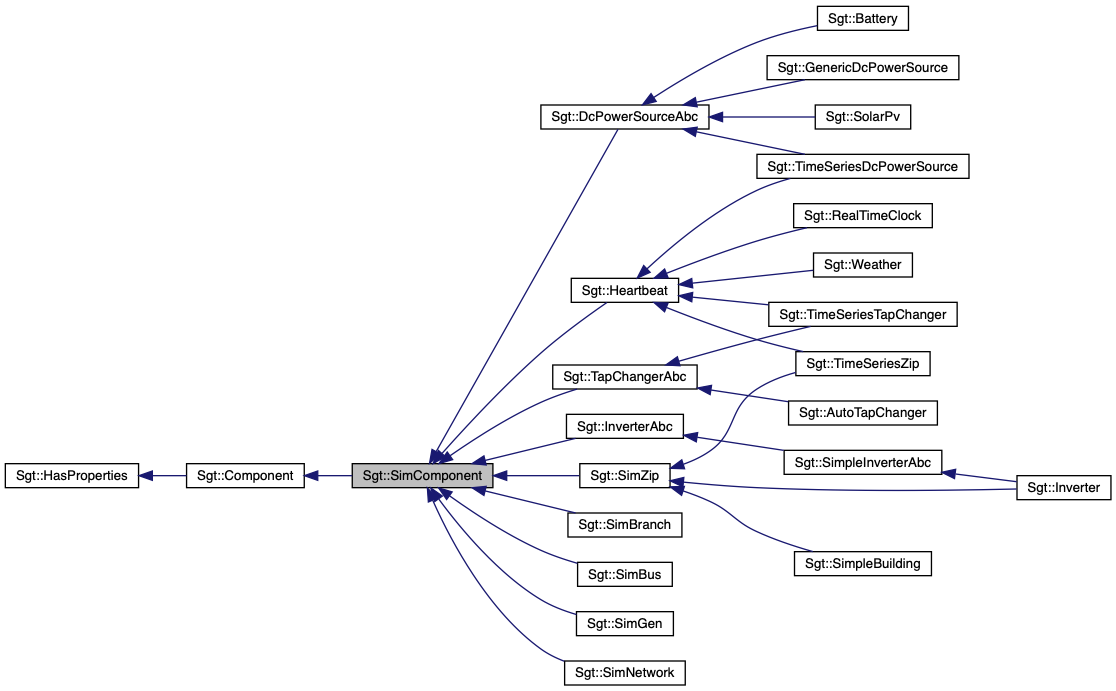 Sgt::Battery
Sgt::GenericDcPowerSource
Sgt::DcPowerSourceAbc
Sgt::SolarPv
Sgt::TimeSeriesDcPowerSource
Sgt::RealTimeClock
Sgt::Weather
Sgt::Heartbeat
Sgt::TimeSeriesTapChanger
Sgt::TimeSeriesZip
Sgt::TapChangerAbc
Sgt::AutoTapChanger
Sgt::InverterAbc
Sgt::SimpleInverterAbc
Sgt::HasProperties
Sgt::Component
Sgt::SimComponent
Sgt::SimZip
Sgt::Inverter
Sgt::SimBranch
Sgt::SimpleBuilding
Sgt::SimBus
Sgt::SimGen
Sgt::SimNetwork